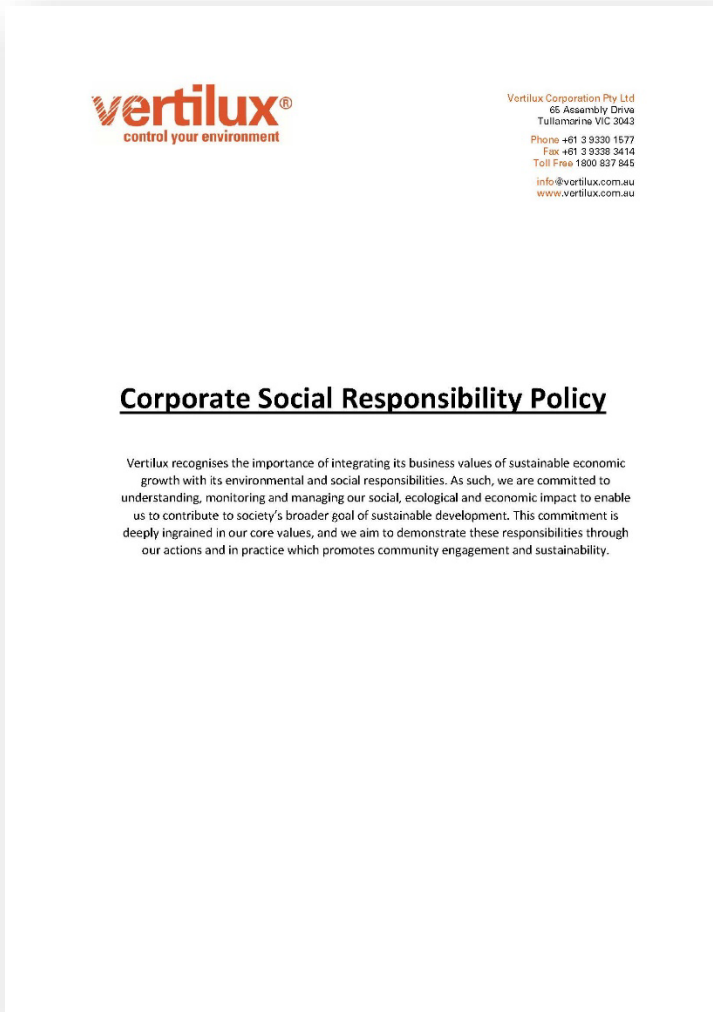 vertilux®
control your environment
Vertilux Corporation Pty Ltd
65 Assembly Drive
Tullamarine VIC 3043
Phone +61 3 9330 1577
Fax +61 3 9338 3414
Toll Free 1800 837 845
info@vertilux.com.au
www.vertilux.com.au
Corporate Social Responsibility Policy
Vertilux recognises the importance of integrating its business values of sustainable economic
growth with its environmental and social responsibilities. As such, we are committed to
understanding, monitoring and managing our social, ecological and economic impact to enable
us to contribute to society's broader goal of sustainable development. This commitment is
deeply ingrained in our core values, and we aim to demonstrate these responsibilities through
our actions and in practice which promotes community engagement and sustainability.